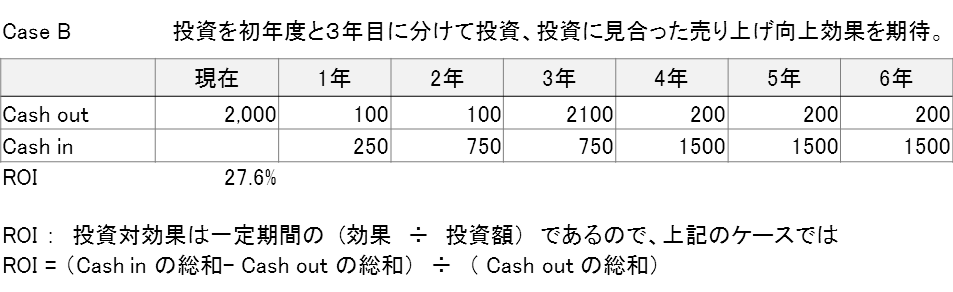 Case B 投資を初年度と３年目に分けて投資、投資に見合った売り上げ向上効果を期待。
現在 1年 2年 3年 4年 5年 6年
Cash out 2,000 100 100 2100 200 200 200
Cash in 250 750 750 1500 1500 1500
ROI 27.6%
ROI： 投資対効果は一定期間の（効果 ÷ 投資額）であるので、上記のケースでは
ROI =（Cash in の総和- Cash out の総和）÷（ Cash out の総和）